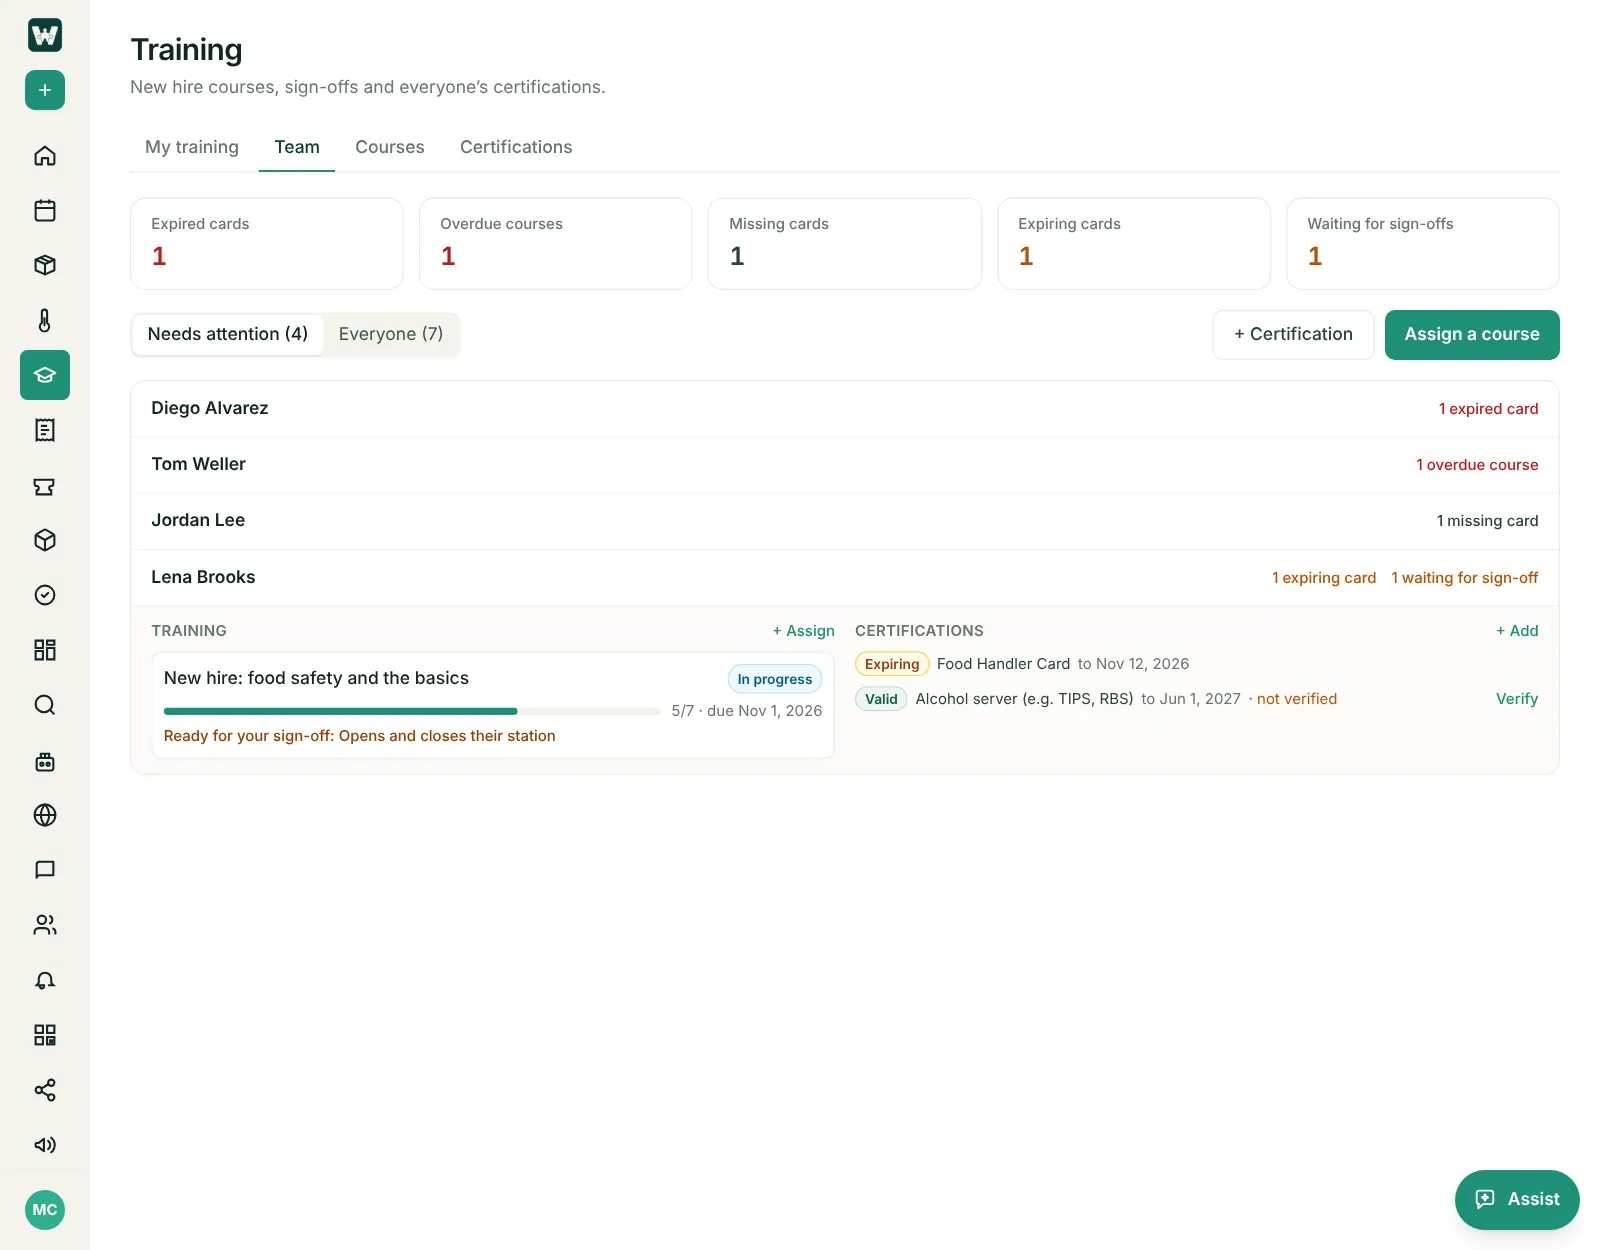 W
+
Training
New hire courses, sign-offs and everyone’s certifications.
My training Team Courses Certifications
Expired cards
1
Overdue courses
1
Missing cards
1
Expiring cards
1
Waiting for sign-offs
1
Needs attention (4) Everyone (7)
+ Certification Assign a course
Diego Alvarez 1 expired card
Tom Weller 1 overdue course
Jordan Lee 1 missing card
Lena Brooks 1 expiring card 1 waiting for sign-off
TRAINING + Assign
New hire: food safety and the basics In progress
5/7 · due Nov 1, 2026
Ready for your sign-off: Opens and closes their station
CERTIFICATIONS + Add
Expiring Food Handler Card to Nov 12, 2026
Valid Alcohol server (e.g. TIPS, RBS) to Jun 1, 2027 · not verified Verify
MC
Assist